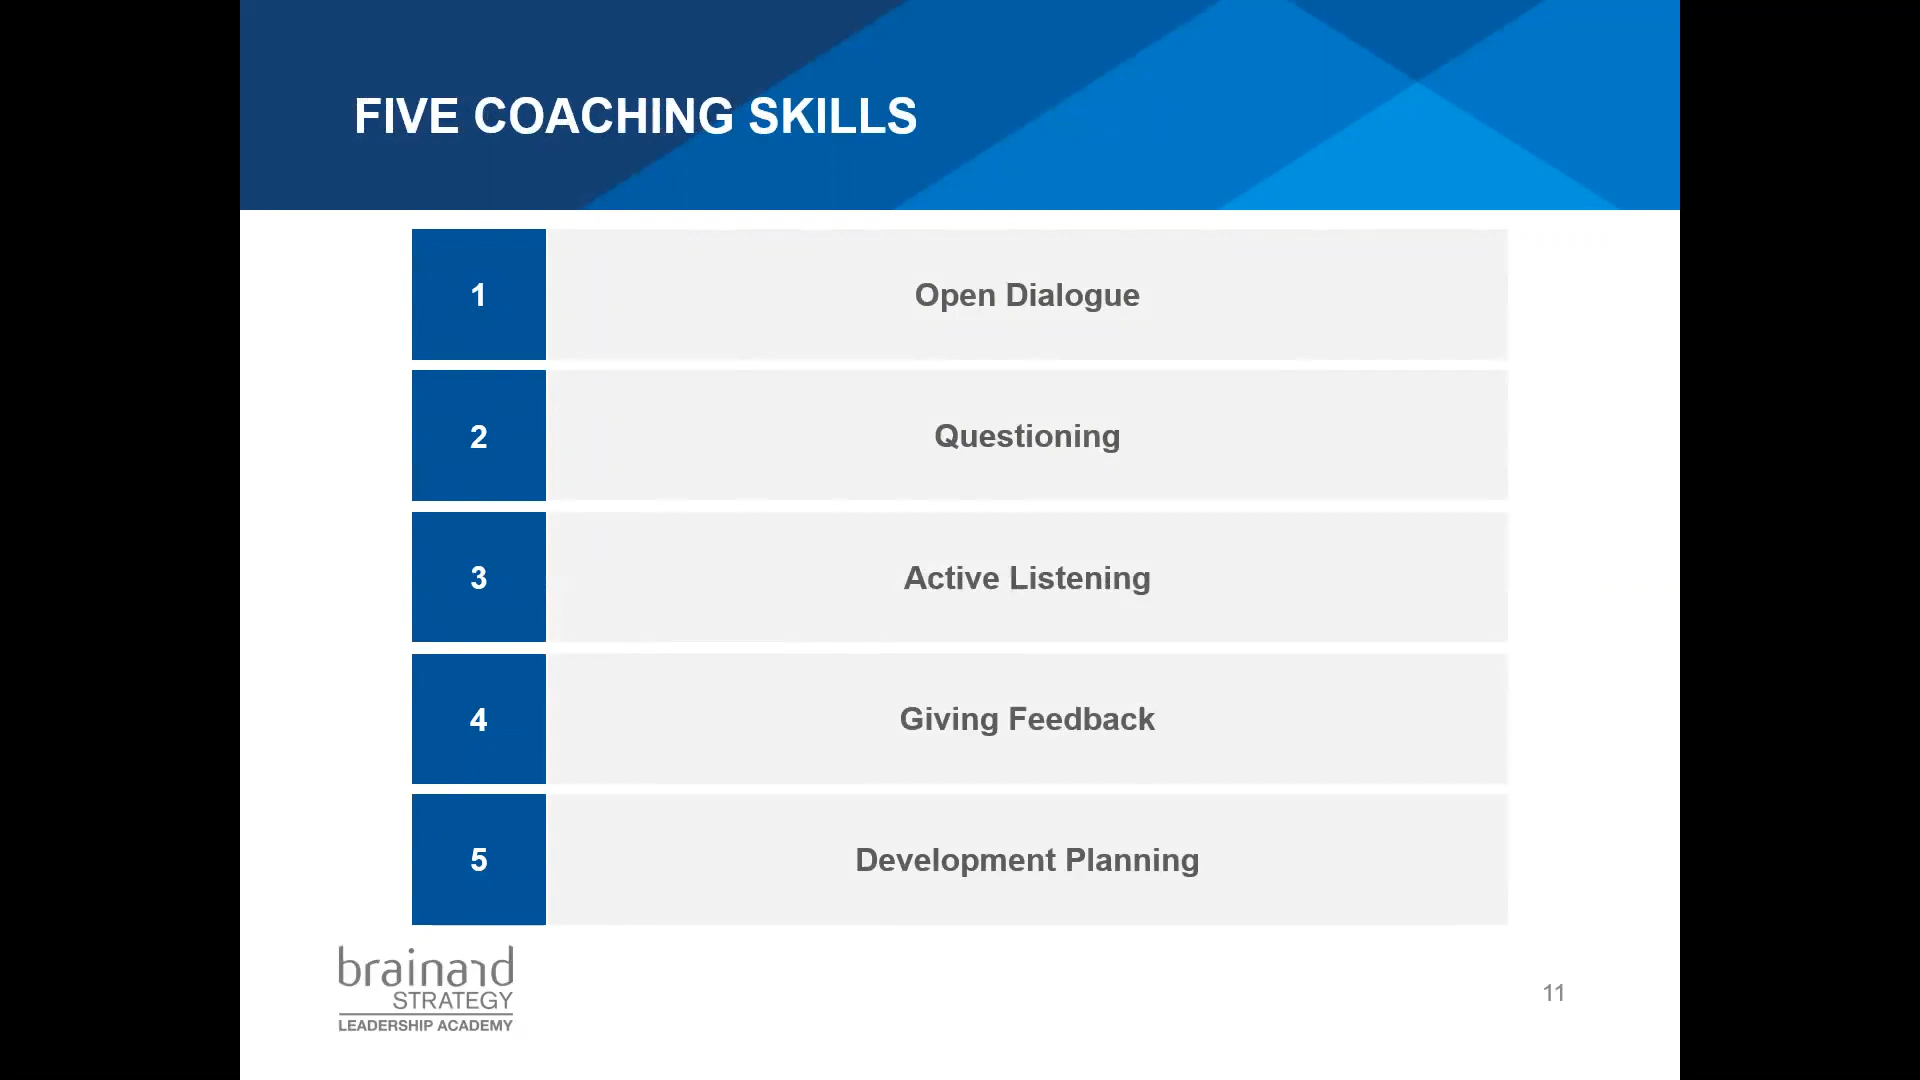 FIVE COACHING SKILLS
1 Open Dialogue
2 Questioning
3 Active Listening
4 Giving Feedback
5 Development Planning
brainard
STRATEGY
LEADERSHIP ACADEMY
11